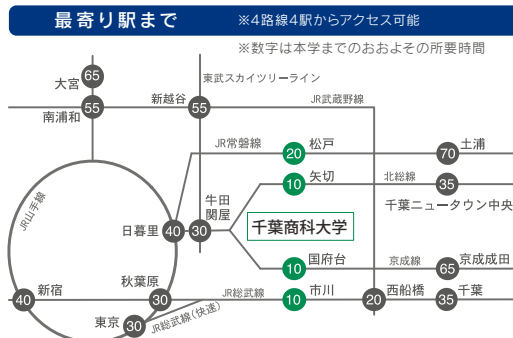 最寄り駅まで ※4路線4駅からアクセス可能
※数字は本学までのおおよその所要時間
大宮 65
東武スカイツリーライン
南浦和 55
新越谷 55
JR武蔵野線
JR常磐線 20 松戸 70 土浦
10 矢切 北総線 35
千葉ニュータウン中央
JR山手線
牛田
関屋
日暮里 40 30
千葉商科大学
10 国府台 京成線 65 京成成田
秋葉原
40 新宿 30 JR総武線 10 市川 20 西船橋 35 千葉
東京 30 JR総武線(快速)